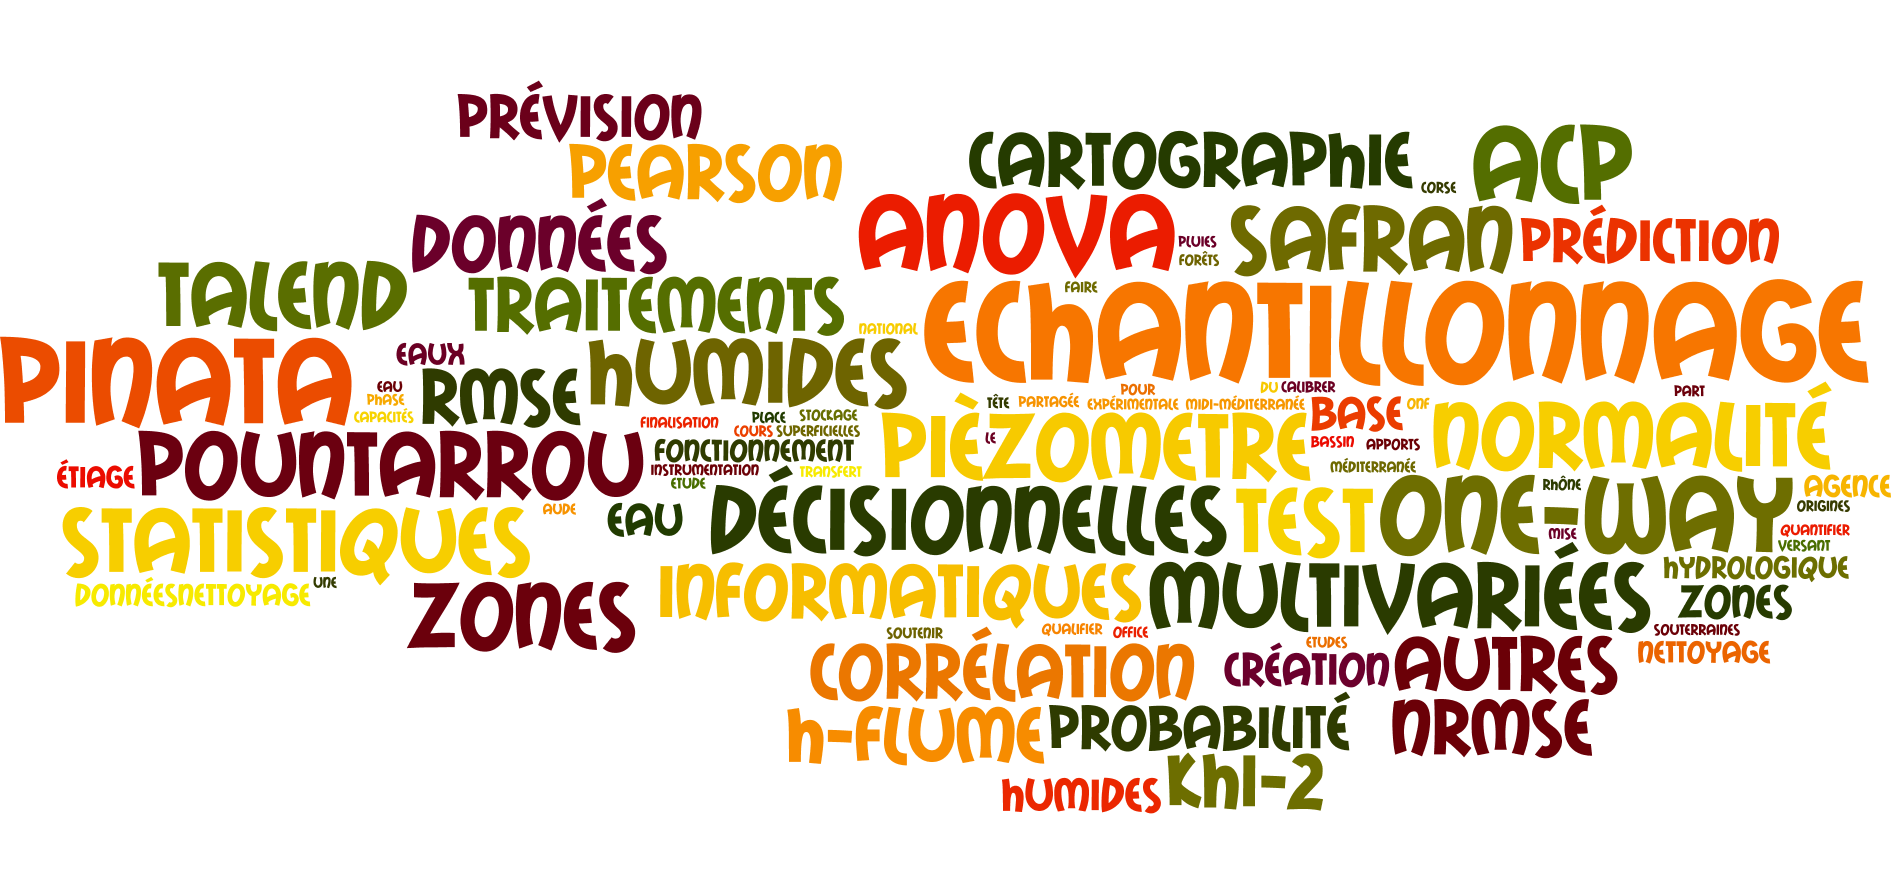 PRÉVISION
PEARSON
CARTOGRAPHIE
CORSE
ACP
DONNÉES
ANOVA
PLUIES
FORÊTS
SAFRAN
PRÉDICTION
TALEND
TRAITEMENTS
FAIRE
NATIONAL
ECHANTILLONNAGE
PINATA
EAUX
RMSE
HUMIDES
EAU
PHASE
CAPACITÉS
FINALISATION
PLACE
STOCKAGE
COURS
SUPERFICIELLES
TÊTE
PARTAGÉE
POUR
EXPÉRIMENTALE
MIDI-MÉDITERRANÉE
DU
CALIBRER
BASE
ONF
PART
BASSIN
APPORTS
LE
PIÈZOMETRE
NORMALITÉ
ÉTIAGE
POUNTARROU
FONCTIONNEMENT
INSTRUMENTATION
TRANSFERT
ETUDE
MÉDITERRANÉE
AUDE
STATISTIQUES
EAU
DÉCISIONNELLES
TEST
ONE-WAY
RHÔNE
MISE
AGENCE
ORIGINES
QUANTIFIER
VERSANT
DONNÉESNETTOYAGE
UNE
ZONES
INFORMATIQUES
MULTIVARIÉES
HYDROLOGIQUE
ZONES
SOUTERRAINES
SOUTENIR
QUALIFIER
OFFICE
ETUDES
CORRÉLATION
CRÉATION
AUTRES
NETTOYAGE
H-FLUME
PROBABILITÉ
NRMSE
HUMIDES
KHI-2